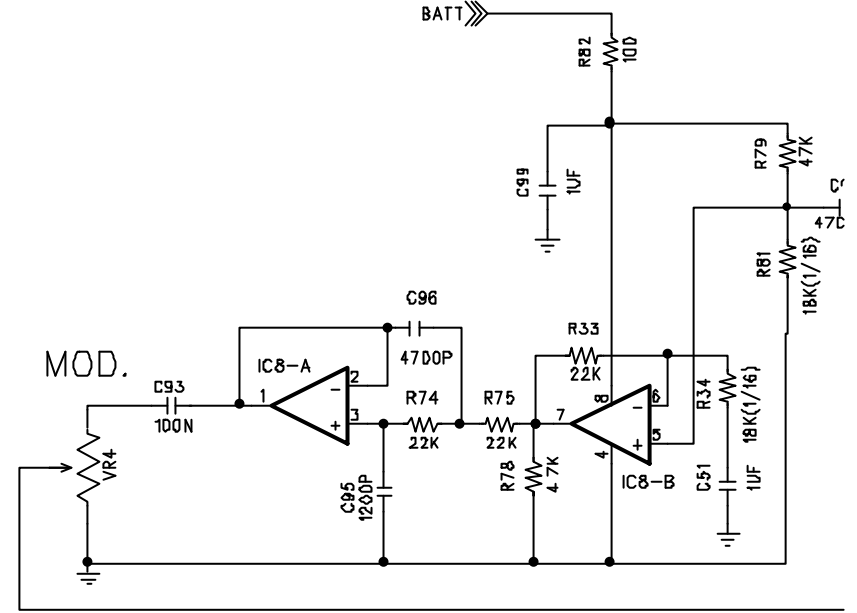 BATT
R82
100
R79
47K
C99
1UF
47
R81
18K(1/16)
C96
4700P
R33
22K
MOD.
IC8-A
C93
100N
1
2
3
-
+
R74
22K
R75
22K
7
8
6
5
4
-
+
R34
18K(1/16)
VR4
C95
1200P
R78
4.7K
IC8-B
C51
1UF